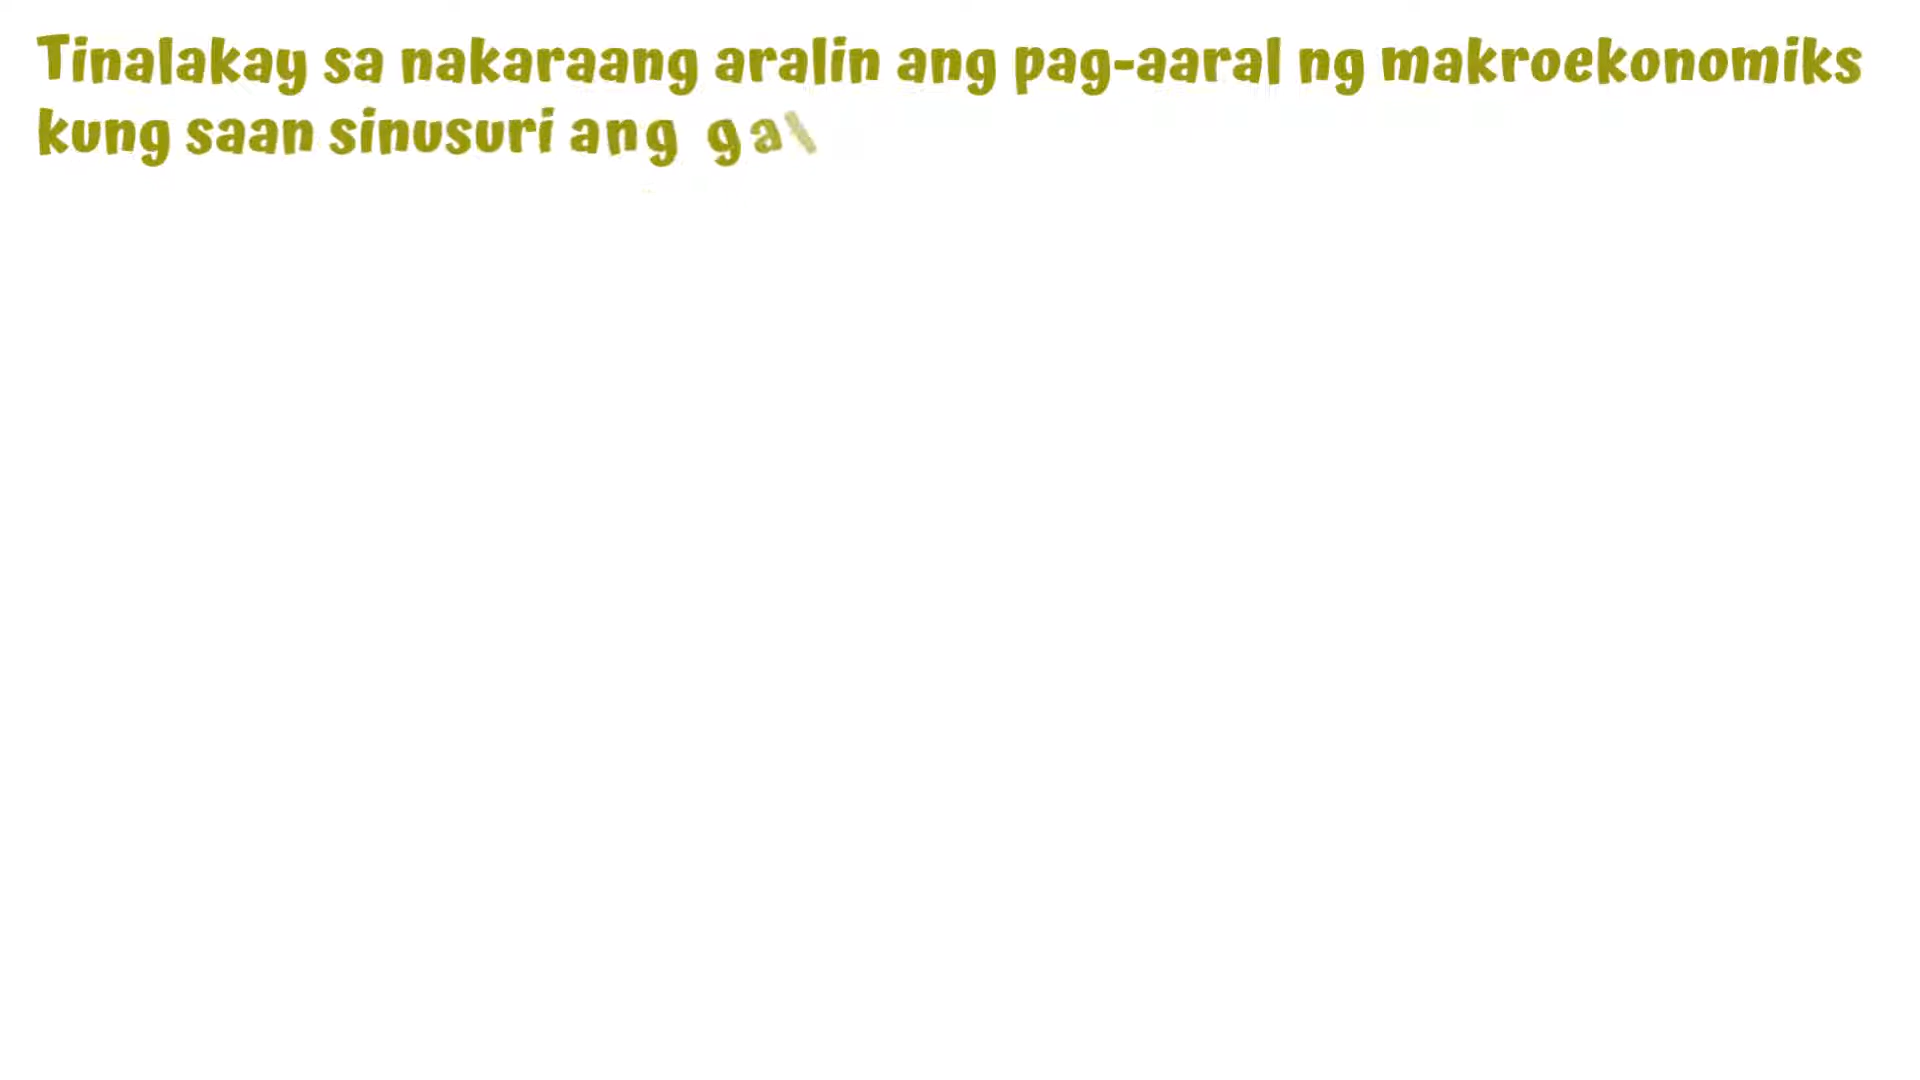 Tinalakay sa nakaraang aralin ang pag-aaral ng makroekonomiks
kung saan sinusuri ang